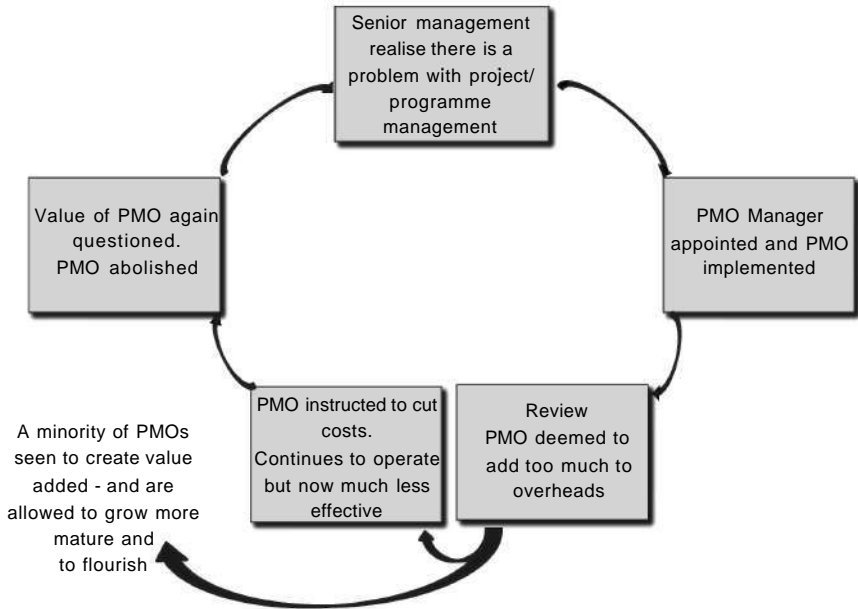 Senior management
realise there is a
problem with project/
programme
management
PMO Manager
appointed and PMO
implemented
Review
PMO deemed to
add too much to
overheads
PMO instructed to cut
costs.
Continues to operate
but now much less
effective
Value of PMO again
questioned.
PMO abolished
A minority of PMOs
seen to create value
added - and are
allowed to grow more
mature and
to flourish